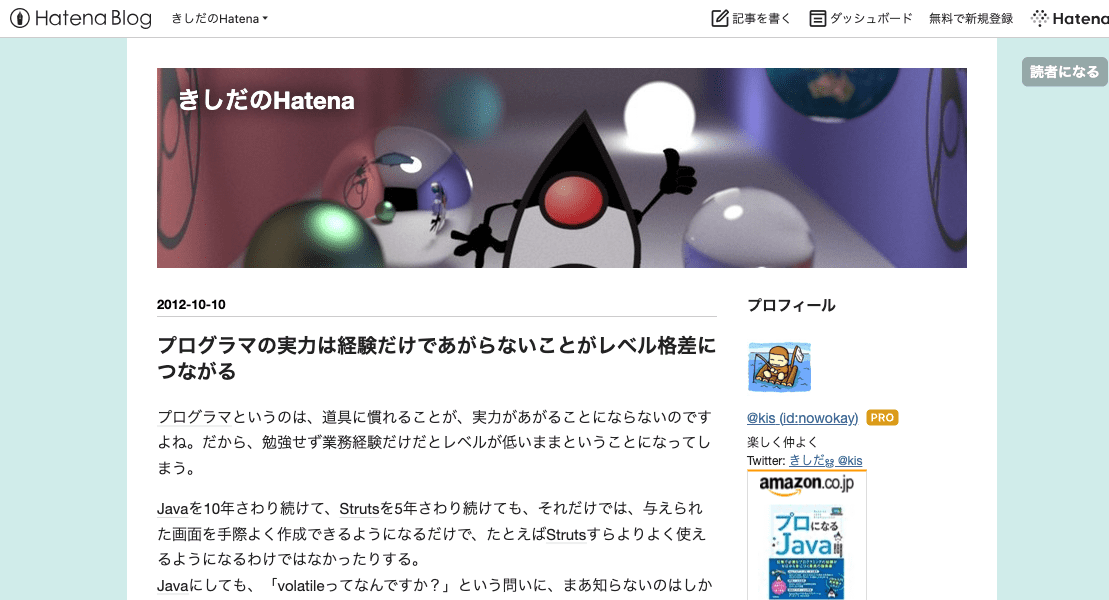 Hatena Blog きしだのHatena 記事を書く ダッシュボード 無料で新規登録 Hatena
読者になる
きしだのHatena
2012-10-10
プログラマの実力は経験だけであがらないことがレベル格差に
つながる
プログラマというのは、道具に慣れることが、実力があがることにならないのです
よね。だから、勉強せず業務経験だけだとレベルが低いままということになってし
まう。
Javaを10年さわり続けて、Strutsを5年さわり続けても、それだけでは、与えられ
た画面を手際よく作成できるようになるだけで、たとえばStrutsすらよりよく使え
るようになるわけではなかったりする。
Javaにしても、「volatileってなんですか？」という問いに、まあ知らないのはしか
プロフィール
@kis (id:nowokay) PRO
楽しく仲よく
Twitter: きしだ @kis
amazon.co.jp
プロになる
Java